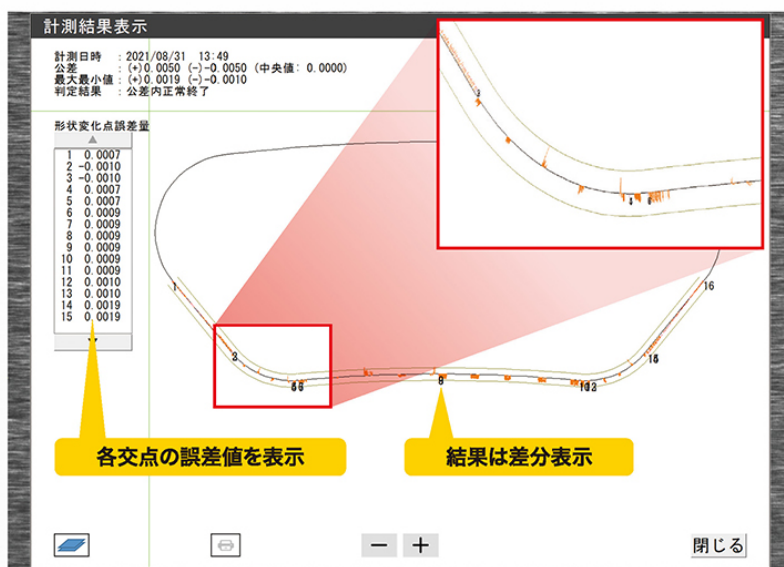 計測結果表示
計測日時 : 2021/08/31 13:49
公差 : (+)0.0050 (-)-0.0050 (中央値: 0.0000)
最大最小値 : (+)0.0019 (-)-0.0010
判定結果 : 公差内正常終了
形状変化点誤差量
1 0.0007
2 -0.0010
3 -0.0010
4 0.0007
5 0.0007
6 0.0009
7 0.0009
8 0.0009
9 0.0009
10 0.0009
11 0.0009
12 0.0010
13 0.0010
14 0.0019
15 0.0019
1
16
各交点の誤差値を表示
結果は差分表示
閉じる